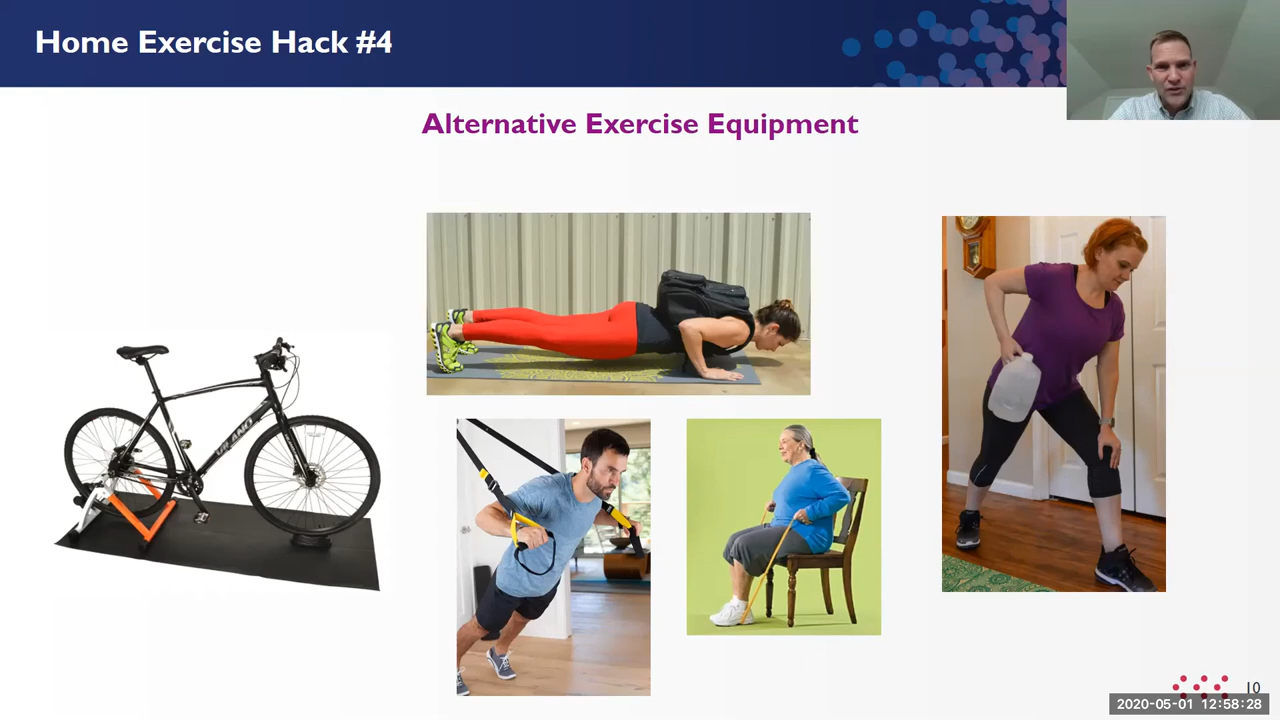 Home Exercise Hack #4
Alternative Exercise Equipment
10
2020-05-01 12:58:28